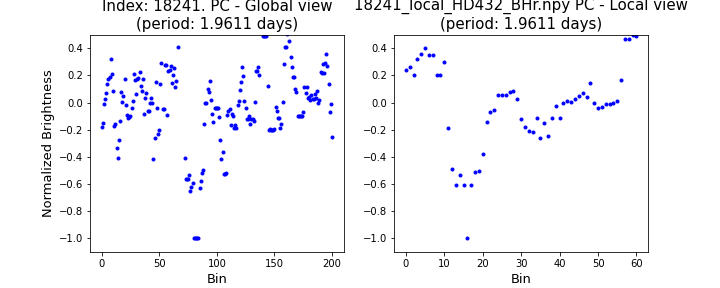 Index: 18241. PC - Global view
(period: 1.9611 days)
18241_local_HD432_BHr.npy PC - Local view
(period: 1.9611 days)
Normalized Brightness
0.4
0.2
0.0
−0.2
−0.4
−0.6
−0.8
−1.0
0 50 100 150 200
Bin
0.4
0.2
0.0
−0.2
−0.4
−0.6
−0.8
−1.0
0 10 20 30 40 50 60
Bin